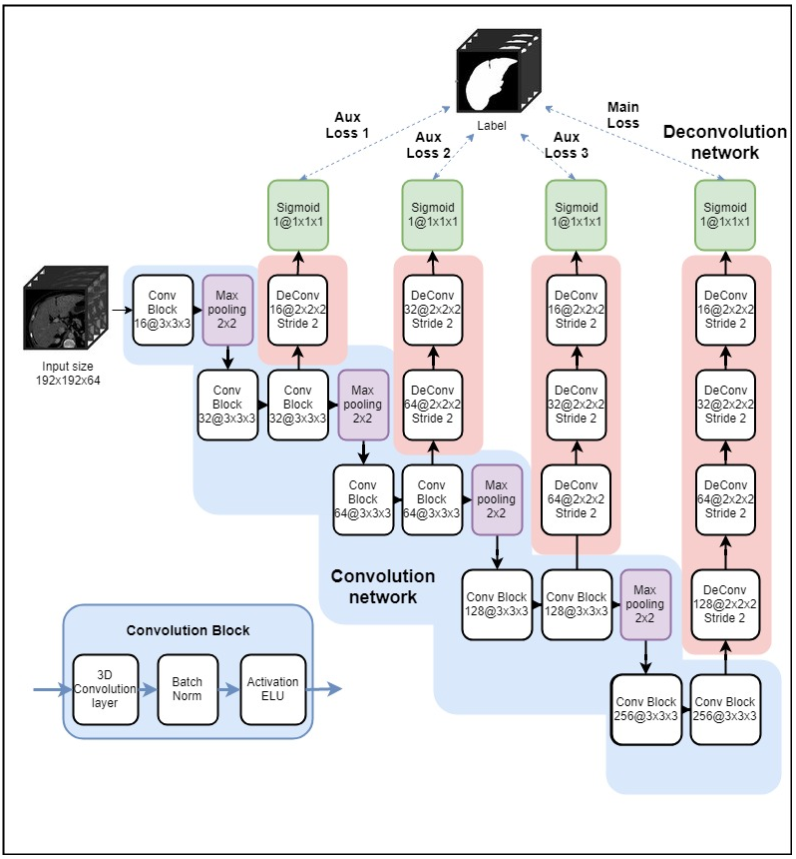 Label
Aux
Loss 1
Aux
Loss 2
Aux
Loss 3
Main
Loss
Deconvolution
network
Sigmoid
1@1x1x1
Sigmoid
1@1x1x1
Sigmoid
1@1x1x1
Sigmoid
1@1x1x1
Input size
192x192x64
Conv
Block
16@3x3x3
Max
pooling
2x2
DeConv
16@2x2x2
Stride 2
DeConv
32@2x2x2
Stride 2
DeConv
16@2x2x2
Stride 2
DeConv
16@2x2x2
Stride 2
Conv
Block
32@3x3x3
Conv
Block
32@3x3x3
Max
pooling
2x2
DeConv
64@2x2x2
Stride 2
DeConv
32@2x2x2
Stride 2
DeConv
32@2x2x2
Stride 2
Conv
Block
64@3x3x3
Conv
Block
64@3x3x3
Max
pooling
2x2
DeConv
64@2x2x2
Stride 2
DeConv
64@2x2x2
Stride 2
Convolution
network
Conv Block
128@3x3x3
Conv Block
128@3x3x3
Max
pooling
2x2
DeConv
128@2x2x2
Stride 2
Conv Block
256@3x3x3
Conv Block
256@3x3x3
Convolution Block
3D
Convolution
layer
Batch
Norm
Activation
ELU